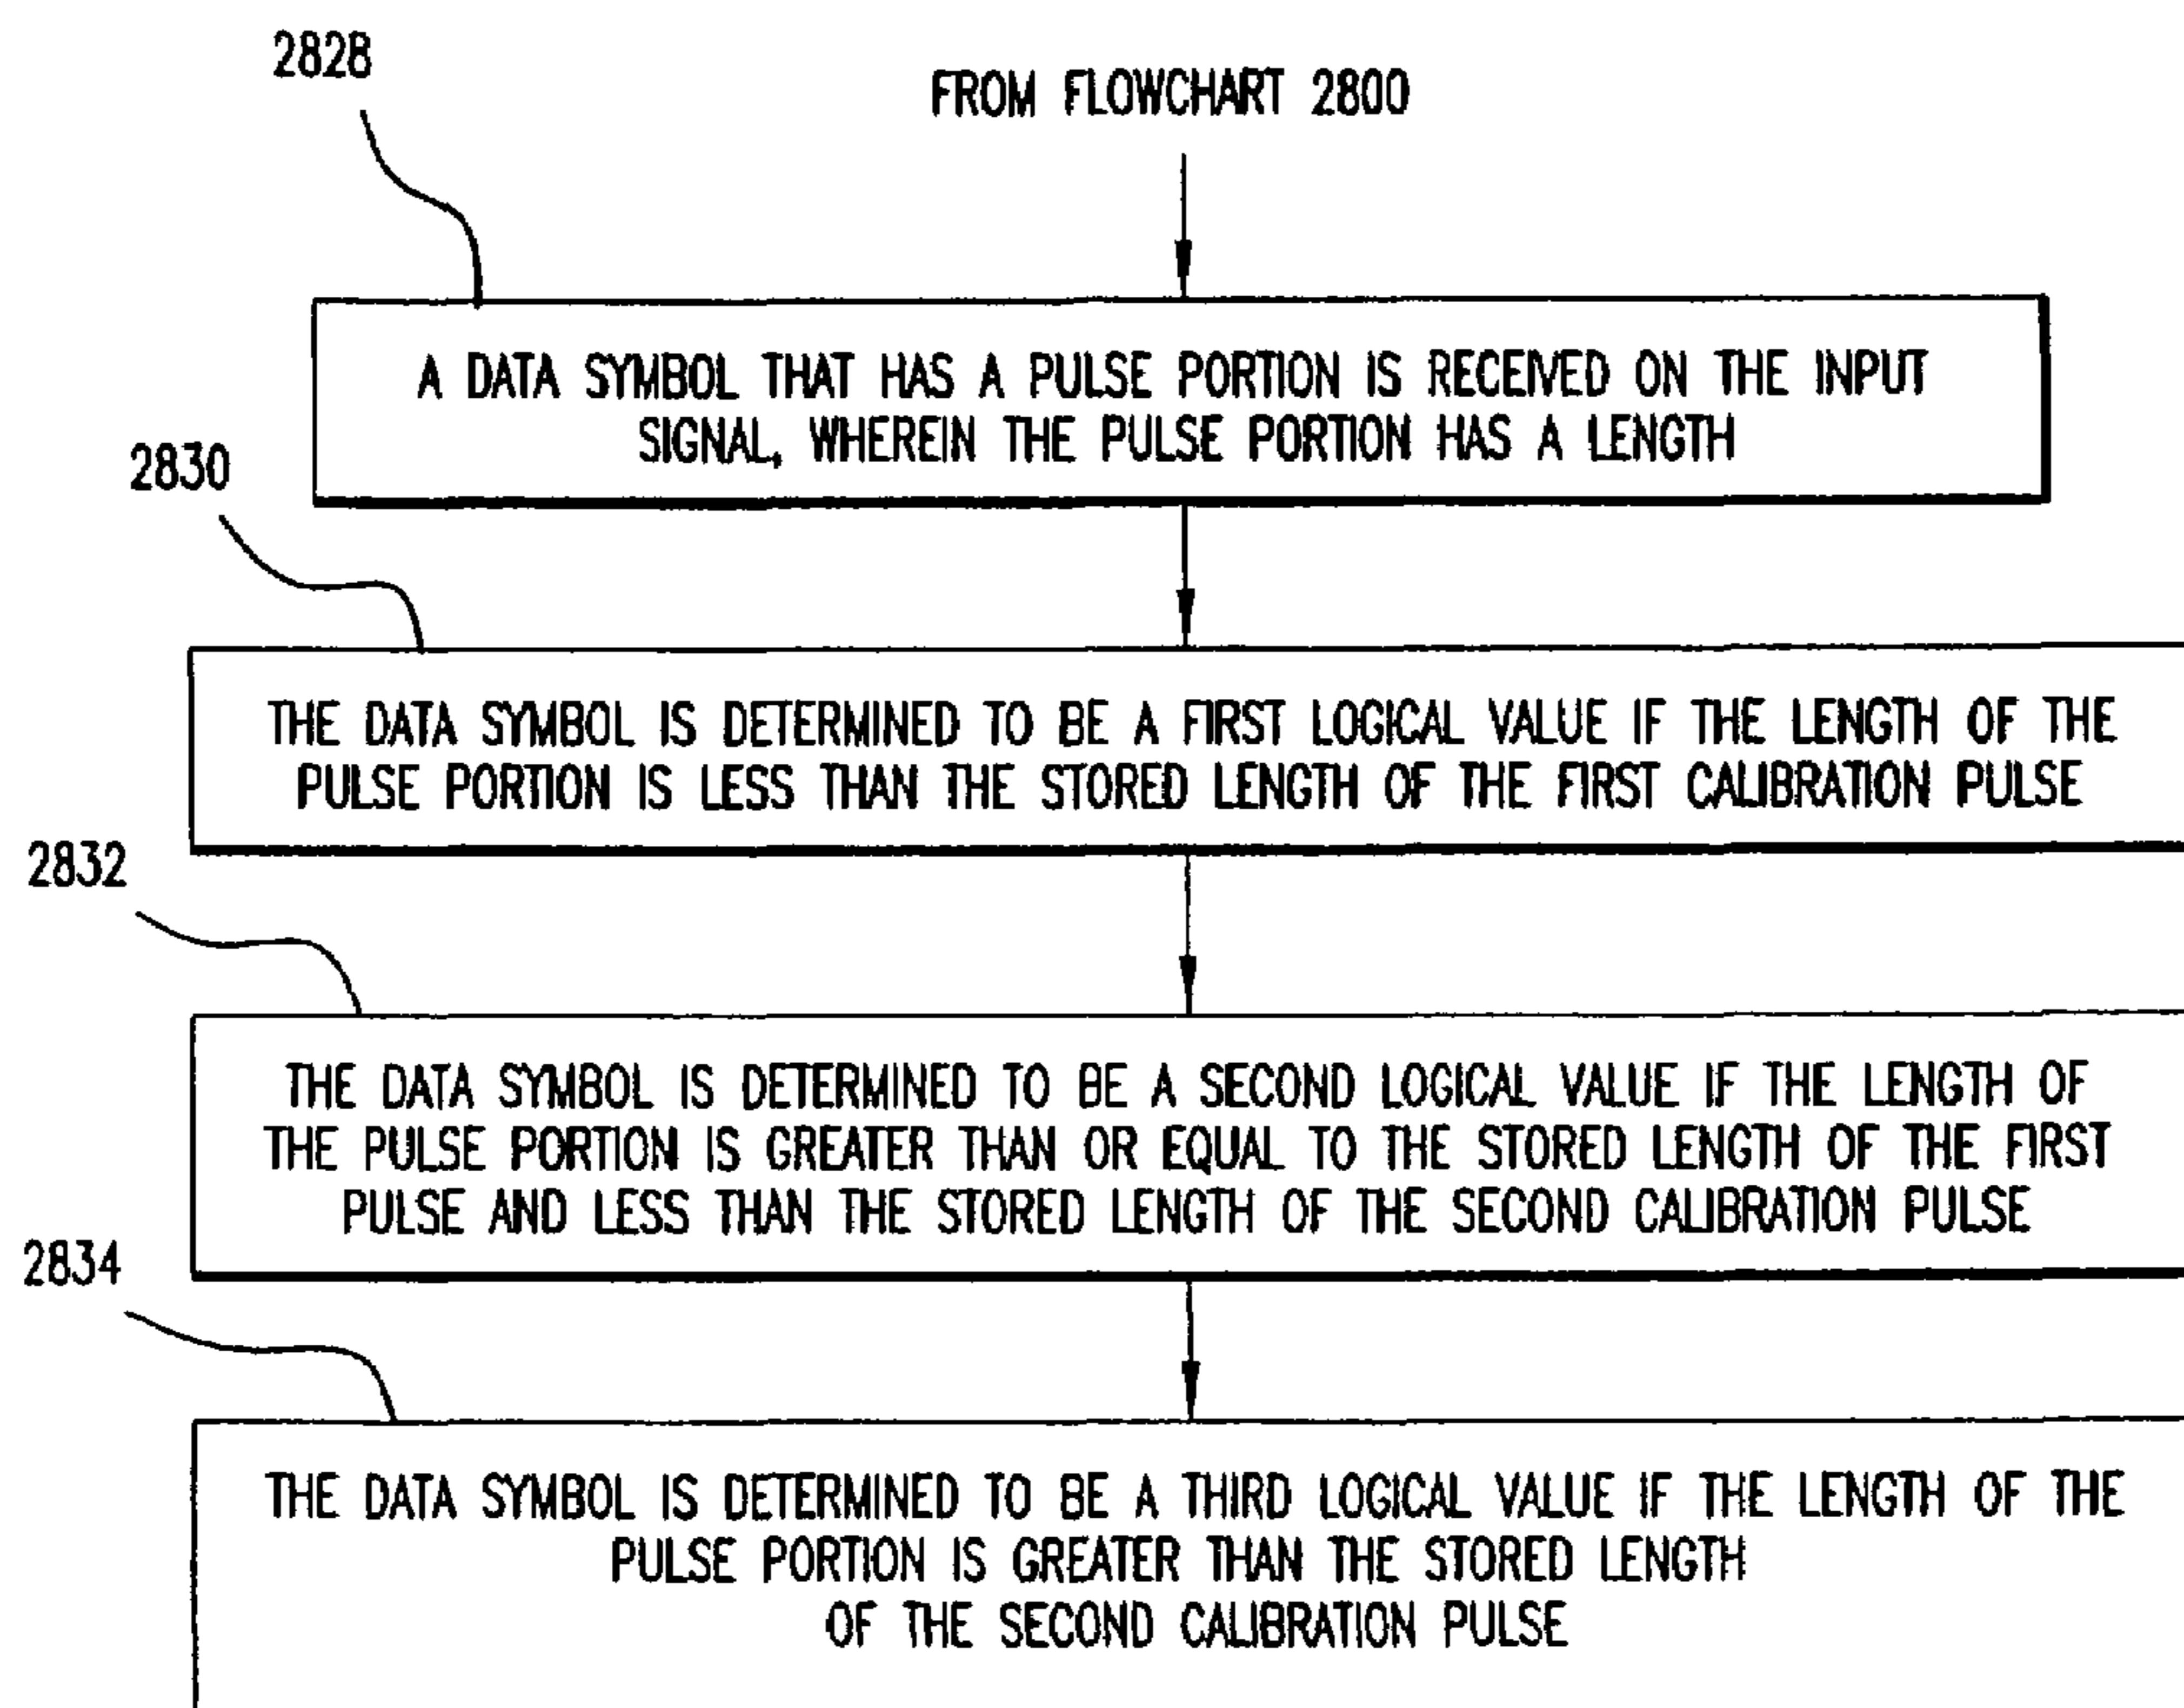 2828
FROM FLOWCHART 2800
A DATA SYMBOL THAT HAS A PULSE PORTION IS RECEIVED ON THE INPUT
SIGNAL, WHEREIN THE PULSE PORTION HAS A LENGTH
2830
THE DATA SYMBOL IS DETERMINED TO BE A FIRST LOGICAL VALUE IF THE LENGTH OF THE
PULSE PORTION IS LESS THAN THE STORED LENGTH OF THE FIRST CALIBRATION PULSE
2832
THE DATA SYMBOL IS DETERMINED TO BE A SECOND LOGICAL VALUE IF THE LENGTH OF
THE PULSE PORTION IS GREATER THAN OR EQUAL TO THE STORED LENGTH OF THE FIRST
PULSE AND LESS THAN THE STORED LENGTH OF THE SECOND CALIBRATION PULSE
2834
THE DATA SYMBOL IS DETERMINED TO BE A THIRD LOGICAL VALUE IF THE LENGTH OF THE
PULSE PORTION IS GREATER THAN THE STORED LENGTH
OF THE SECOND CALIBRATION PULSE